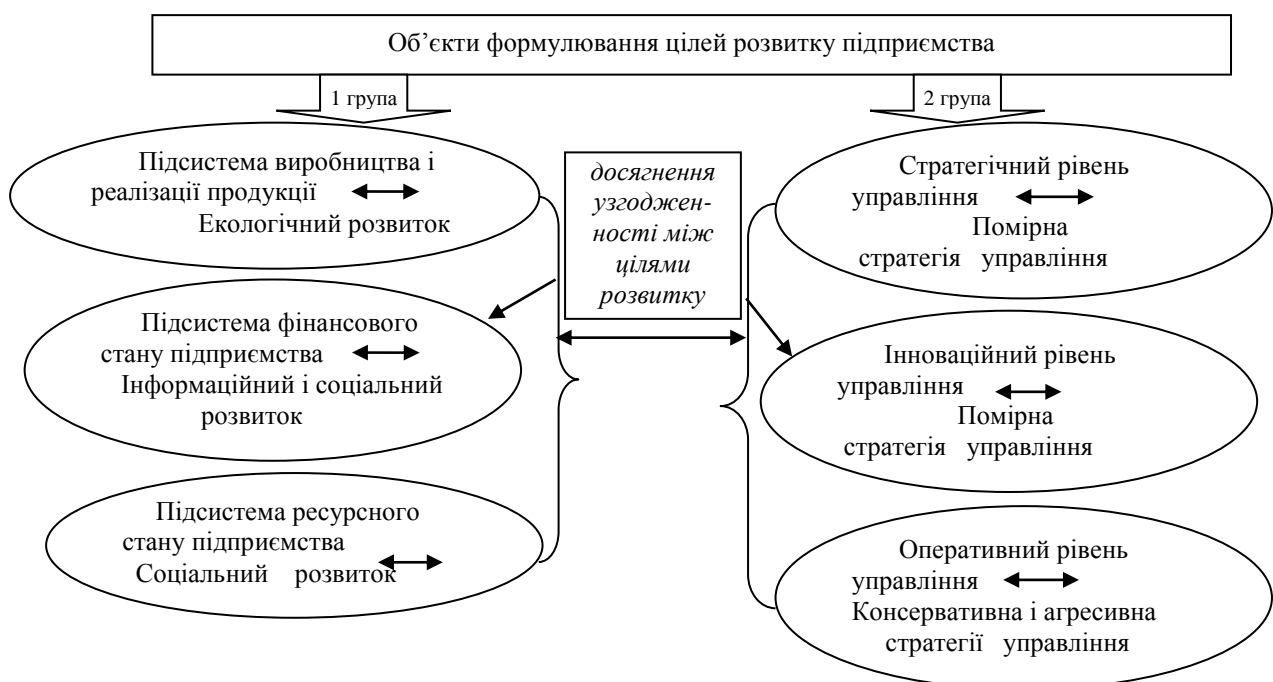 Об’єкти формулювання цілей розвитку підприємства
1 група
2 група
Підсистема виробництва і
реалізації продукції
Екологічний розвиток
Підсистема фінансового
стану підприємства
Інформаційний і соціальний
розвиток
Підсистема ресурсного
стану підприємства
Соціальний розвиток
досягнення
узгоджен-
ності між
цілями
розвитку
Стратегічний рівень
управління
Помірна
стратегія управління
Інноваційний рівень
управління
Помірна
стратегія управління
Оперативний рівень
управління
Консервативна і агресивна
стратегії управління